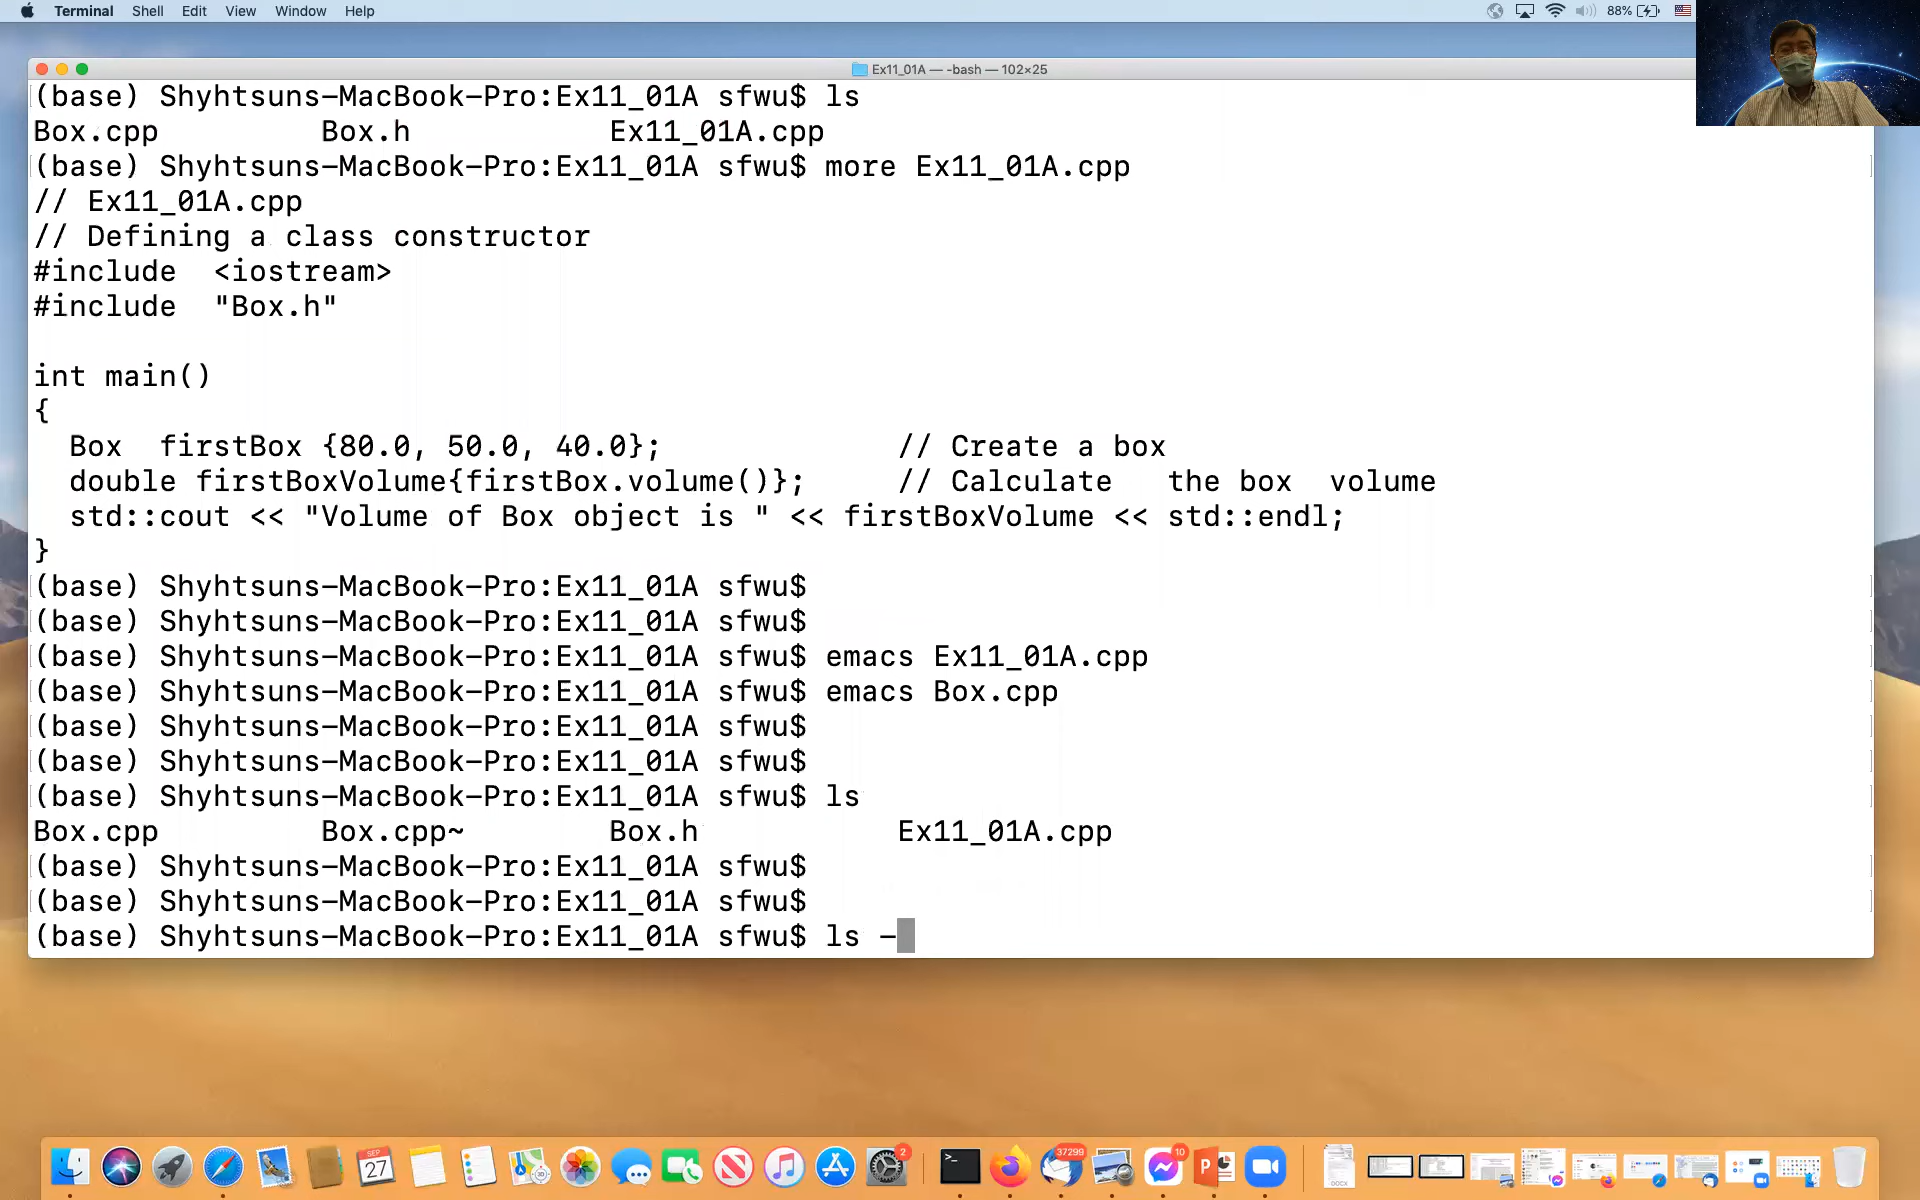 Terminal Shell Edit View Window Help 88%
Ex11_01A — -bash — 102×25
(base) Shyhtsuns-MacBook-Pro:Ex11_01A sfwu$ ls
Box.cpp Box.h Ex11_01A.cpp
(base) Shyhtsuns-MacBook-Pro:Ex11_01A sfwu$ more Ex11_01A.cpp
// Ex11_01A.cpp
// Defining a class constructor
#include <iostream>
#include "Box.h"
int main()
{
Box firstBox {80.0, 50.0, 40.0}; // Create a box
double firstBoxVolume{firstBox.volume()}; // Calculate the box volume
std::cout << "Volume of Box object is " << firstBoxVolume << std::endl;
}
(base) Shyhtsuns-MacBook-Pro:Ex11_01A sfwu$
(base) Shyhtsuns-MacBook-Pro:Ex11_01A sfwu$
(base) Shyhtsuns-MacBook-Pro:Ex11_01A sfwu$ emacs Ex11_01A.cpp
(base) Shyhtsuns-MacBook-Pro:Ex11_01A sfwu$ emacs Box.cpp
(base) Shyhtsuns-MacBook-Pro:Ex11_01A sfwu$
(base) Shyhtsuns-MacBook-Pro:Ex11_01A sfwu$
(base) Shyhtsuns-MacBook-Pro:Ex11_01A sfwu$ ls
Box.cpp Box.cpp~ Box.h Ex11_01A.cpp
(base) Shyhtsuns-MacBook-Pro:Ex11_01A sfwu$
(base) Shyhtsuns-MacBook-Pro:Ex11_01A sfwu$
(base) Shyhtsuns-MacBook-Pro:Ex11_01A sfwu$ ls -
SEP
27
2
37299
10
DOCX